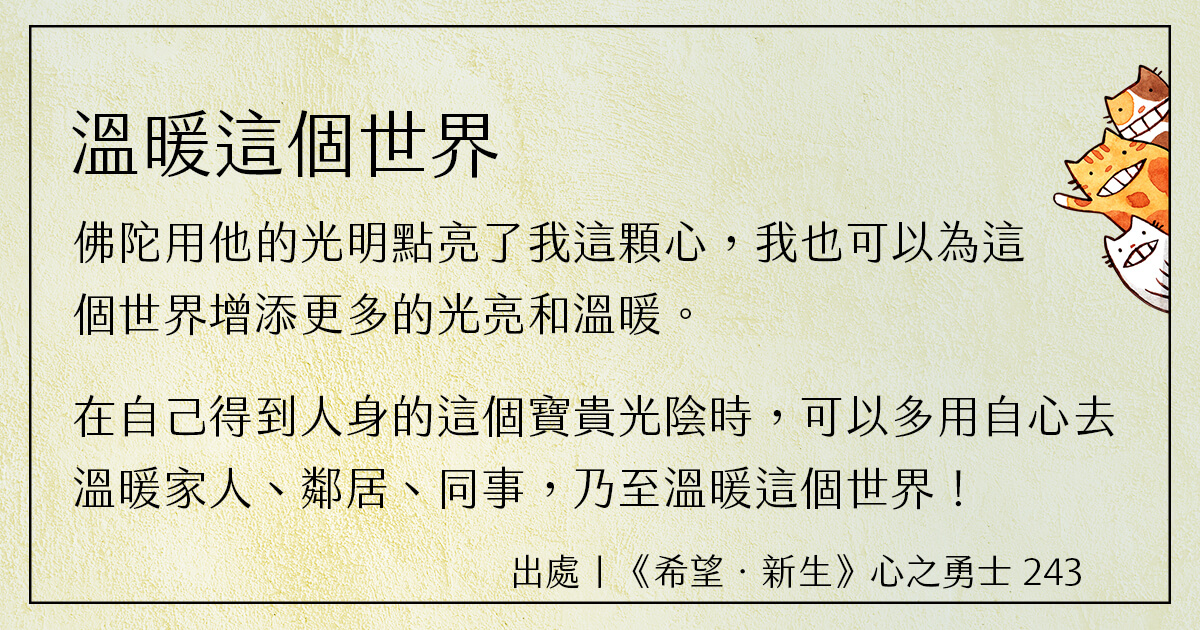 溫暖這個世界
佛陀用他的光明點亮了我這顆心，我也可以為這
個世界增添更多的光亮和溫暖。
在自己得到人身的這個寶貴光陰時，可以多用自心去
溫暖家人、鄰居、同事，乃至溫暖這個世界！
出處｜《希望．新生》心之勇士 243